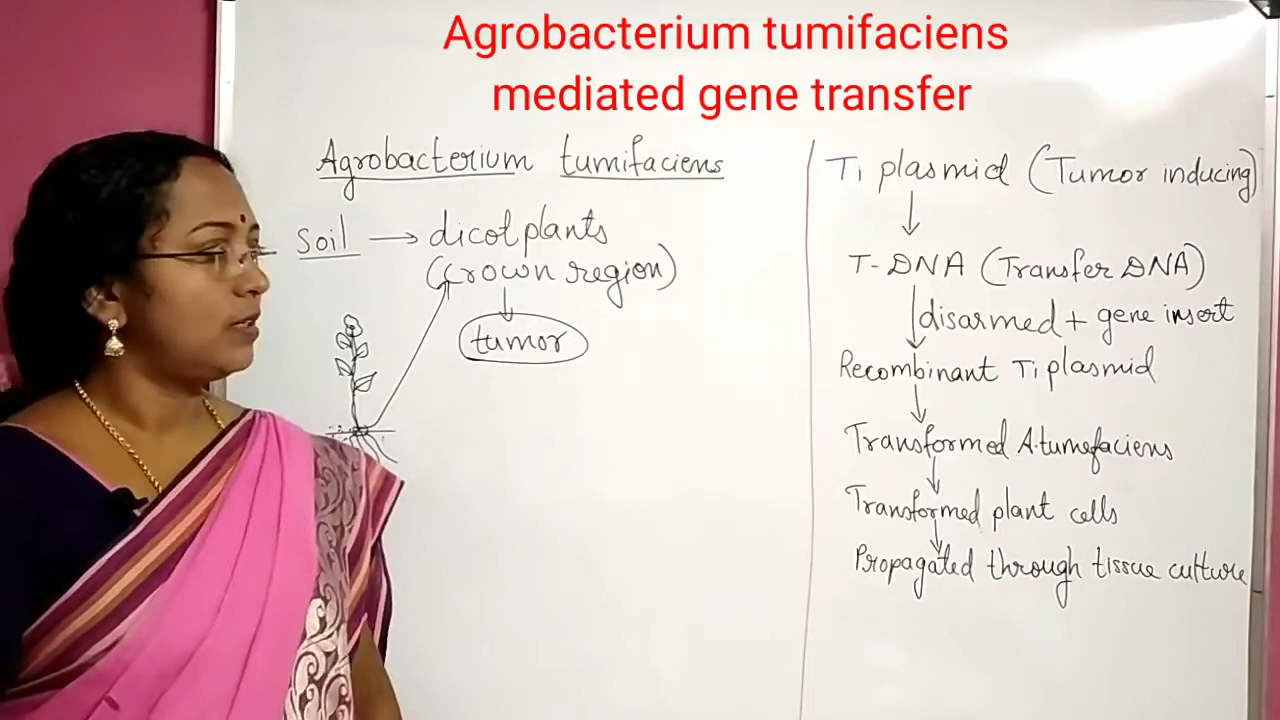 Agrobacterium tumifaciens
mediated gene transfer
Agrobacterium tumifaciens
Soil → dicot plants
(Crown region)
↓
tumor
Ti plasmid (Tumor inducing)
↓
T-DNA (Transfer DNA)
↓ disarmed + gene insert
Recombinant Ti plasmid
↓
Transformed A.tumefaciens
↓
Transformed plant cells
↓
Propagated through tissue culture